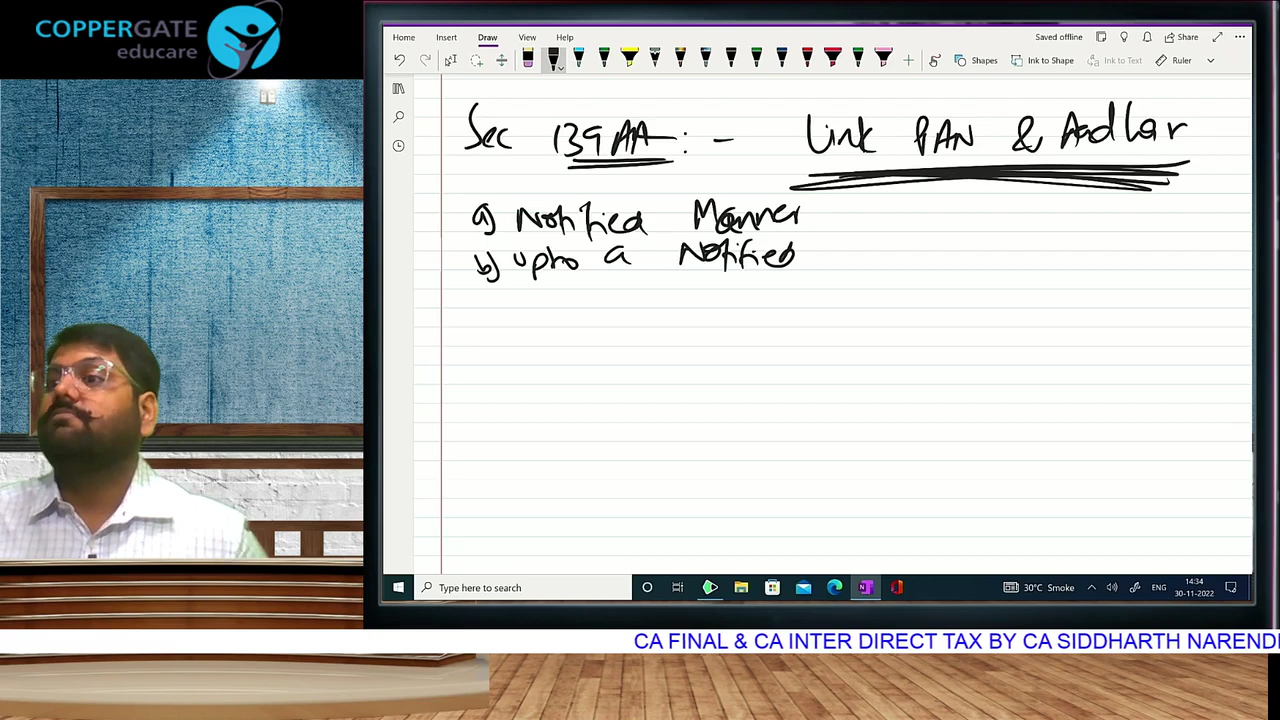 COPPERGATE
educare
Home Insert Draw View Help
Saved offline Share
Shapes Ink to Shape Ink to Text Ruler
Sec 139AA :- Link PAN & Aadhar
a) Notified Manner
b) Upto a Notified
Type here to search
30°C Smoke ENG 14:34
30-11-2022
CA FINAL & CA INTER DIRECT TAX BY CA SIDDHARTH NAREND